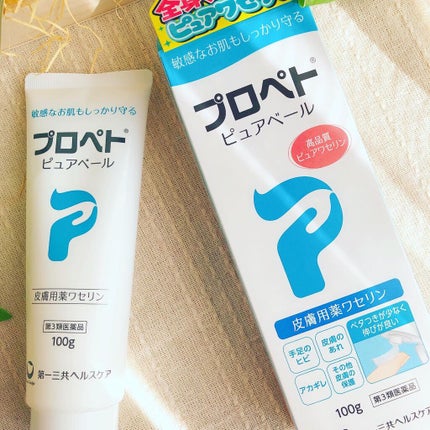 敏感なお肌もしっかり守る
プロペト®
ピュアベール
皮膚用薬ワセリン
第3類医薬品
100g
第一三共ヘルスケア
全身
ピュアワセリン
敏感なお肌もしっかり守る
プロペト®
ピュアベール
高品質
ピュアワセリン
皮膚用薬ワセリン
手足の
ヒビ
皮膚の
あれ
アカギレ
その他
皮膚の
保護
ベタつきが少なく
伸びが良い
100g
第3類医薬品
第一三共ヘルスケア